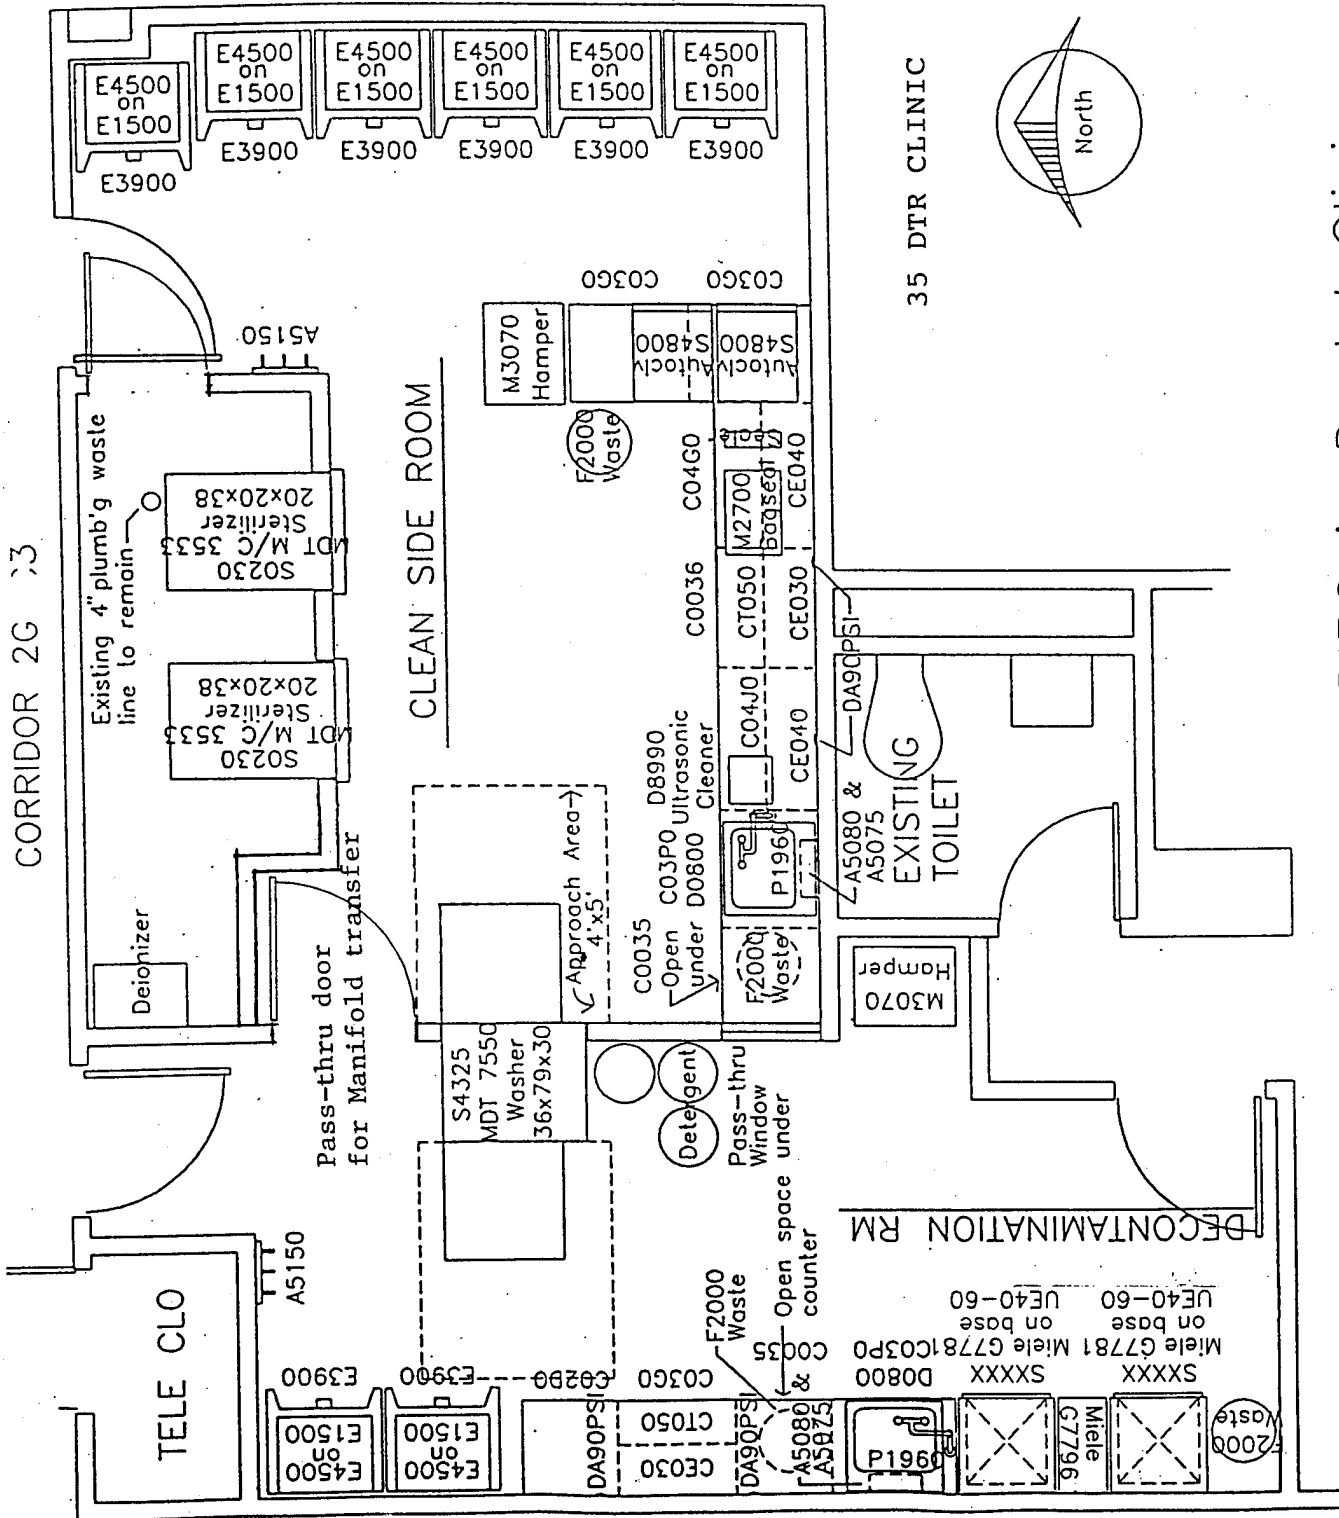 CORRIDOR 2G
E4500
on
E1500
E3900
E4500
on
E1500
E3900
E4500
on
E1500
E3900
E4500
on
E1500
E3900
E4500
on
E1500
E3900
E4500
on
E1500
E3900
35 DTR CLINIC
North
A5150
Existing 4" plumb'g waste
line to remain
S0230
MDT M/C 3533
Sterilizer
20x20x38
S0230
MDT M/C 3533
Sterilizer
20x20x38
Deionizer
CLEAN SIDE ROOM
M3070
Hamper
C03G0
C03G0
S4800
Autoclv
S4800
Autoclv
F2000
Waste
C04G0
M2700
Bagseal
CE040
C0036
CT050
CE030
C04J0
CE040
DA90PSI
D8990
Ultrasonic
Cleaner
C03P0
D0800
P1960
A5080 &
A5075
EXISTING
TOILET
C0035
Open
under
F2000
Waste
M3070
Hamper
Approach Area
4'x5'
Pass-thru door
for Manifold transfer
S4325
MDT 7550
Washer
36x79x30
Detergent
Pass-thru
Window
Open space under
counter
F2000
Waste
DECONTAMINATION RM
TELE CLO
A5150
E3900
E4500
on
E1500
E3900
E4500
on
E1500
C02D0
DA90PSI
C03G0
CT050
CE030
C0035
DA90PSI
A5080 &
A5075
C03P0
D0800
P1960
SXXXX
Miele G7781
on base
UE40-60
Miele
G7796
SXXXX
Miele G7781
on base
UE40-60
F2000
Waste